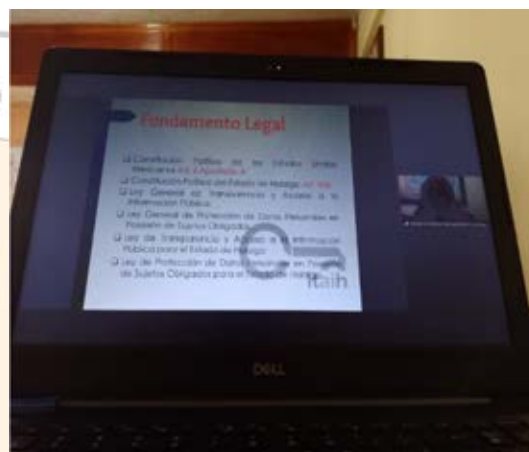 Fundamento Legal
❑ Constitución Política de los Estados Unidos
Mexicanos Art. 6 Apartado A
❑ Constitución Política del Estado de Hidalgo
❑ Ley General de Transparencia y Acceso a la
Información Pública
❑ Ley General de Protección de Datos Personales en
Posesión de Sujetos Obligados
❑ Ley de Transparencia y Acceso a la Información
Pública para el Estado de Hidalgo
❑ Ley de Protección de Datos Personales en Posesión
de Sujetos Obligados para el Estado de Hidalgo
itaih
DELL